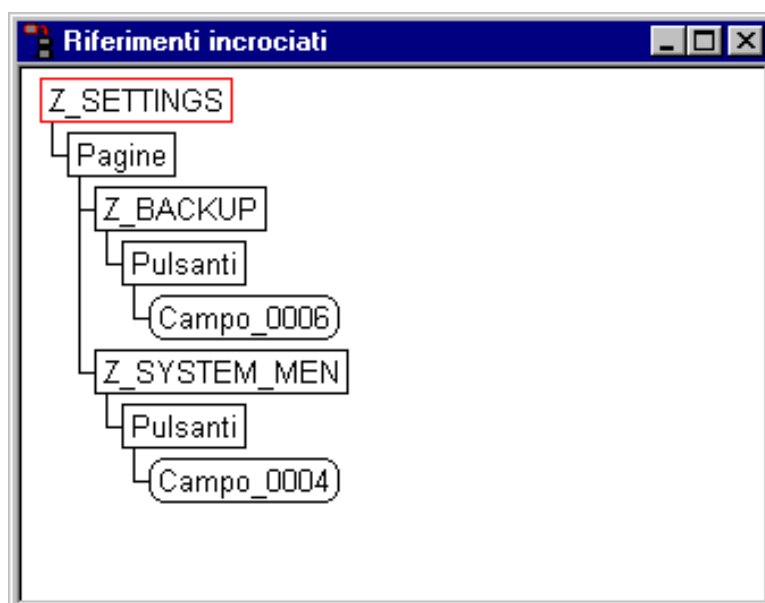 Riferimenti incrociati
Z_SETTINGS
Pagine
Z_BACKUP
Pulsanti
Campo_0006
Z_SYSTEM_MEN
Pulsanti
Campo_0004